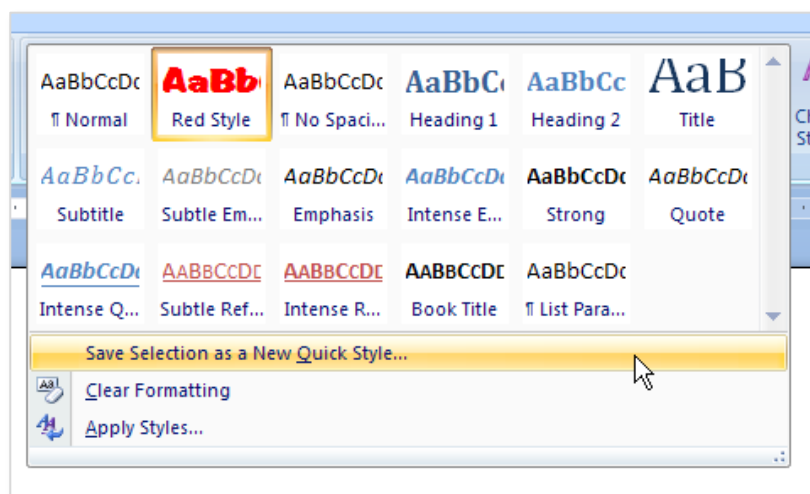 AaBbCcDc AaBb AaBbCcDc AaBbC AaBbCc AaB
¶ Normal Red Style ¶ No Spaci... Heading 1 Heading 2 Title
AaBbCc. AaBbCcDc AaBbCcDc AaBbCcDc AaBbCcDc AaBbCcDc
Subtitle Subtle Em... Emphasis Intense E... Strong Quote
AaBbCcDc AABBCCDD AABBCCDD AABBCCDD AaBbCcDc
Intense Q... Subtle Ref... Intense R... Book Title ¶ List Para...
Save Selection as a New Quick Style...
Clear Formatting
Apply Styles...